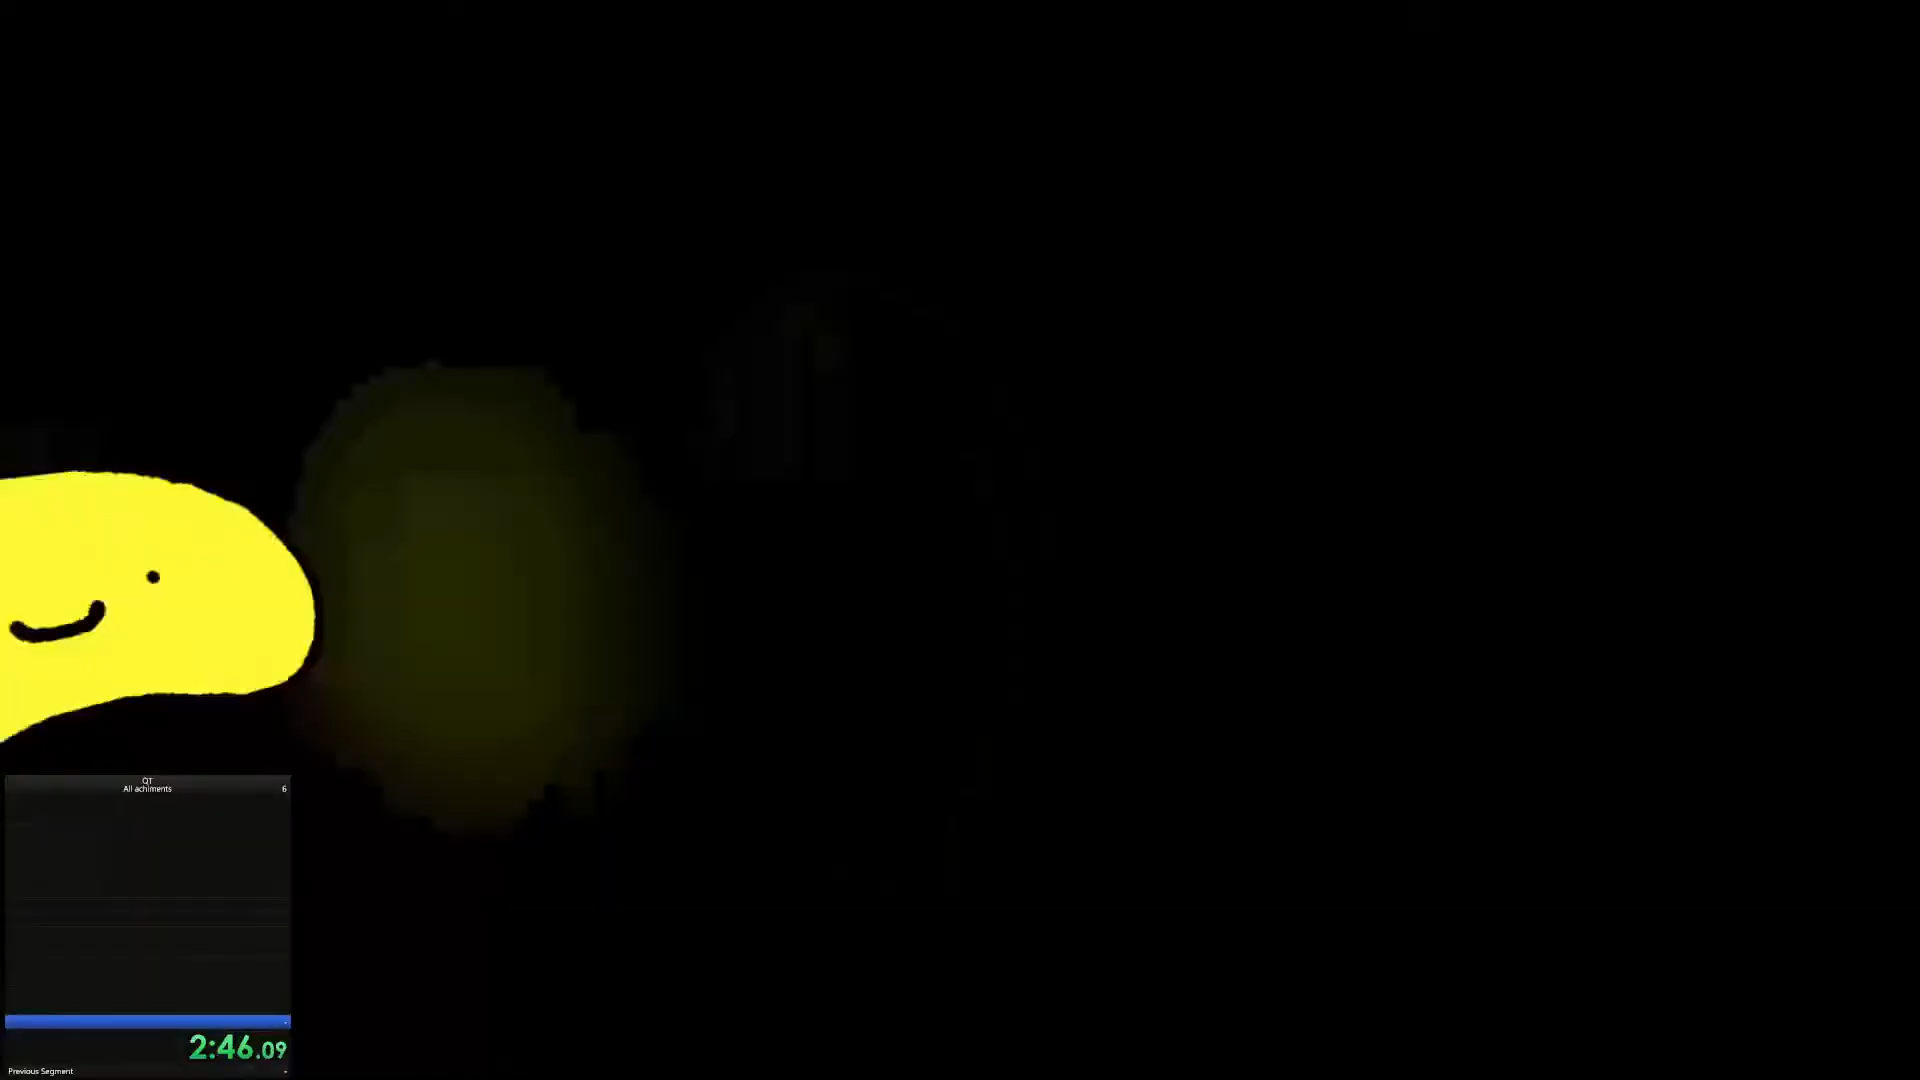 QT
All achiments 6
-
2:46.09
Previous Segment -